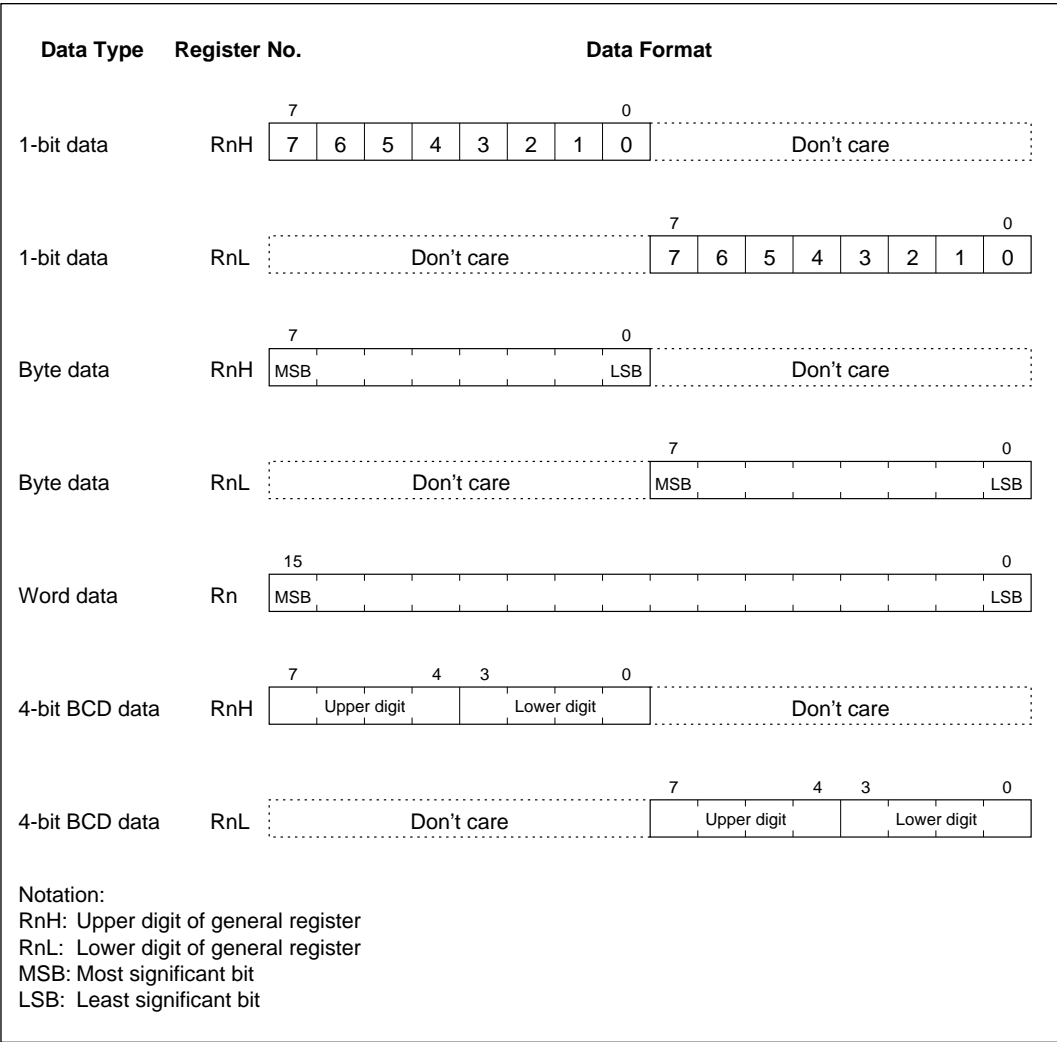 Data Type Register No. Data Format
7 0
1-bit data RnH 7 6 5 4 3 2 1 0 Don't care
7 0
1-bit data RnL Don't care 7 6 5 4 3 2 1 0
7 0
Byte data RnH MSB LSB Don't care
7 0
Byte data RnL Don't care MSB LSB
15 0
Word data Rn MSB LSB
7 4 3 0
4-bit BCD data RnH Upper digit Lower digit Don't care
7 4 3 0
4-bit BCD data RnL Don't care Upper digit Lower digit
Notation:
RnH: Upper digit of general register
RnL: Lower digit of general register
MSB: Most significant bit
LSB: Least significant bit